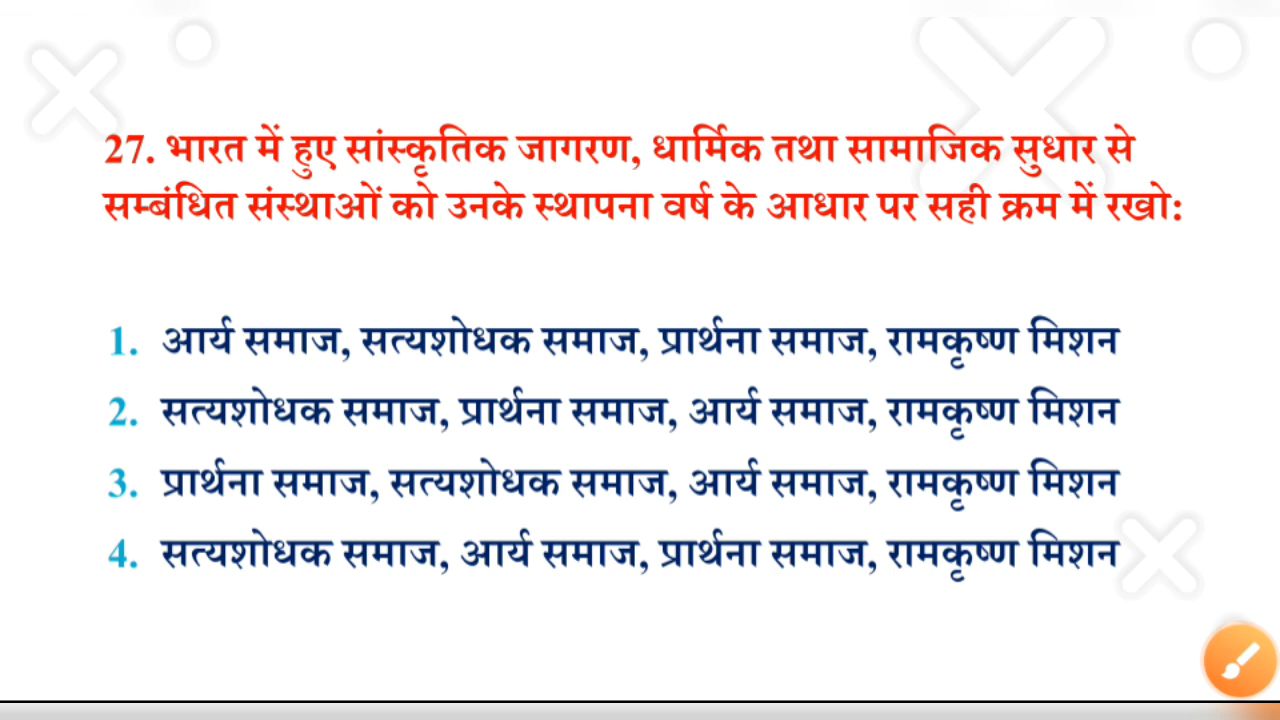 27. भारत में हुए सांस्कृतिक जागरण, धार्मिक तथा सामाजिक सुधार से
सम्बंधित संस्थाओं को उनके स्थापना वर्ष के आधार पर सही क्रम में रखो:
1. आर्य समाज, सत्यशोधक समाज, प्रार्थना समाज, रामकृष्ण मिशन
2. सत्यशोधक समाज, प्रार्थना समाज, आर्य समाज, रामकृष्ण मिशन
3. प्रार्थना समाज, सत्यशोधक समाज, आर्य समाज, रामकृष्ण मिशन
4. सत्यशोधक समाज, आर्य समाज, प्रार्थना समाज, रामकृष्ण मिशन